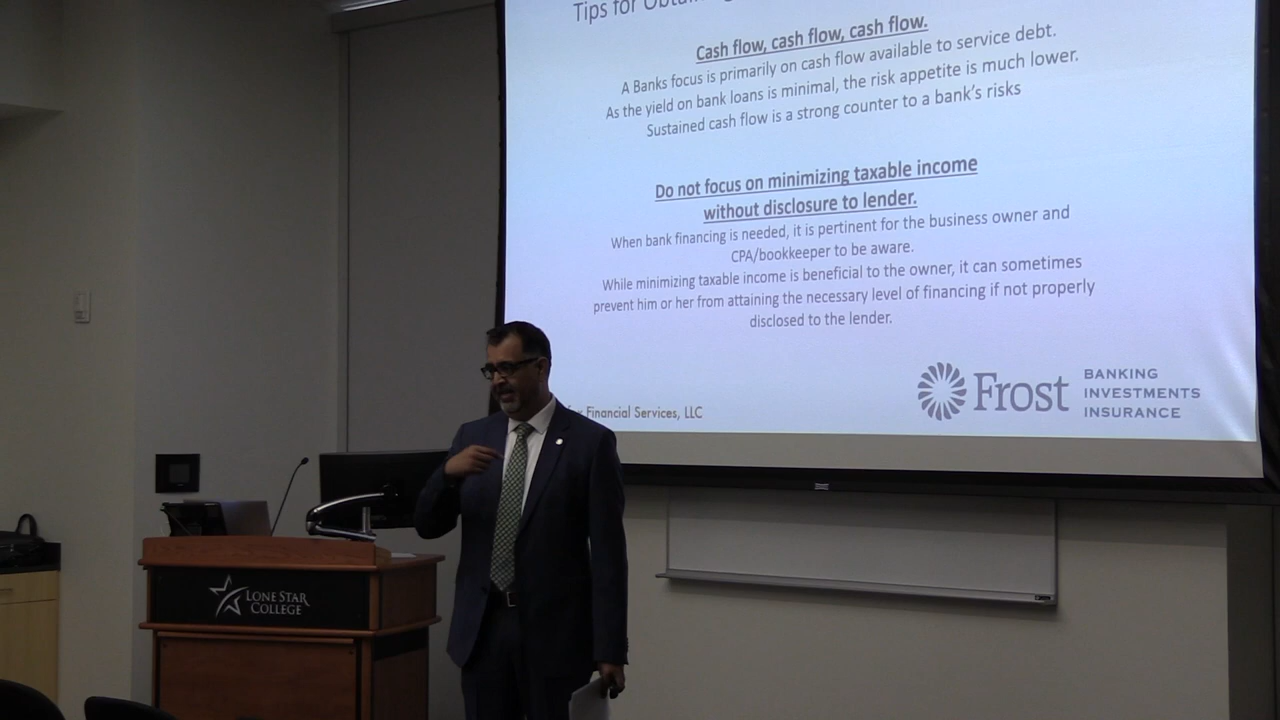 Tips for
Cash flow, cash flow, cash flow.
A Banks focus is primarily on cash flow available to service debt.
As the yield on bank loans is minimal, the risk appetite is much lower.
Sustained cash flow is a strong counter to a bank's risks
Do not focus on minimizing taxable income
without disclosure to lender.
When bank financing is needed, it is pertinent for the business owner and
CPA/bookkeeper to be aware.
While minimizing taxable income is beneficial to the owner, it can sometimes
prevent him or her from attaining the necessary level of financing if not properly
disclosed to the lender.
Frost
BANKING
INVESTMENTS
INSURANCE
Financial Services, LLC
LONE STAR
COLLEGE